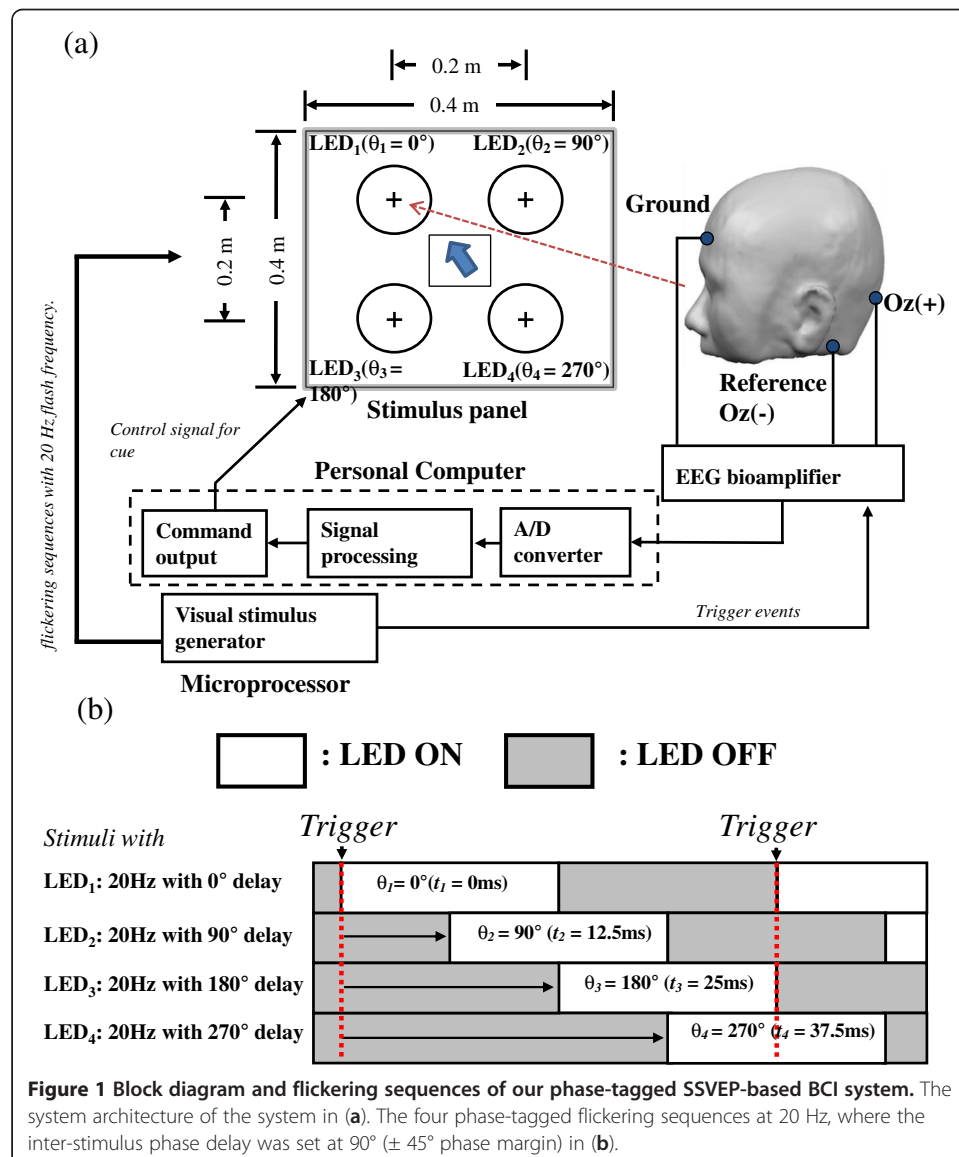 (a)
0.2 m
0.4 m
LED₁(θ₁ = 0°) LED₂(θ₂ = 90°)
0.2 m
0.4 m
LED₃(θ₃ = 180°)
LED₄(θ₄ = 270°)
Stimulus panel
Ground
Oz(+)
Reference
Oz(-)
flickering sequences with 20 Hz flash frequency.
Control signal for
cue
Personal Computer
EEG bioamplifier
Command
output
Signal
processing
A/D
converter
Visual stimulus
generator
Trigger events
Microprocessor
(b)
: LED ON : LED OFF
Stimuli with Trigger Trigger
LED₁: 20Hz with 0° delay θ₁= 0°(t₁ = 0ms)
LED₂: 20Hz with 90° delay θ₂ = 90° (t₂ = 12.5ms)
LED₃: 20Hz with 180° delay θ₃ = 180° (t₃ = 25ms)
LED₄: 20Hz with 270° delay θ₄ = 270° (t₄ = 37.5ms)
Figure 1 Block diagram and flickering sequences of our phase-tagged SSVEP-based BCI system. The
system architecture of the system in (a). The four phase-tagged flickering sequences at 20 Hz, where the
inter-stimulus phase delay was set at 90° (± 45° phase margin) in (b).